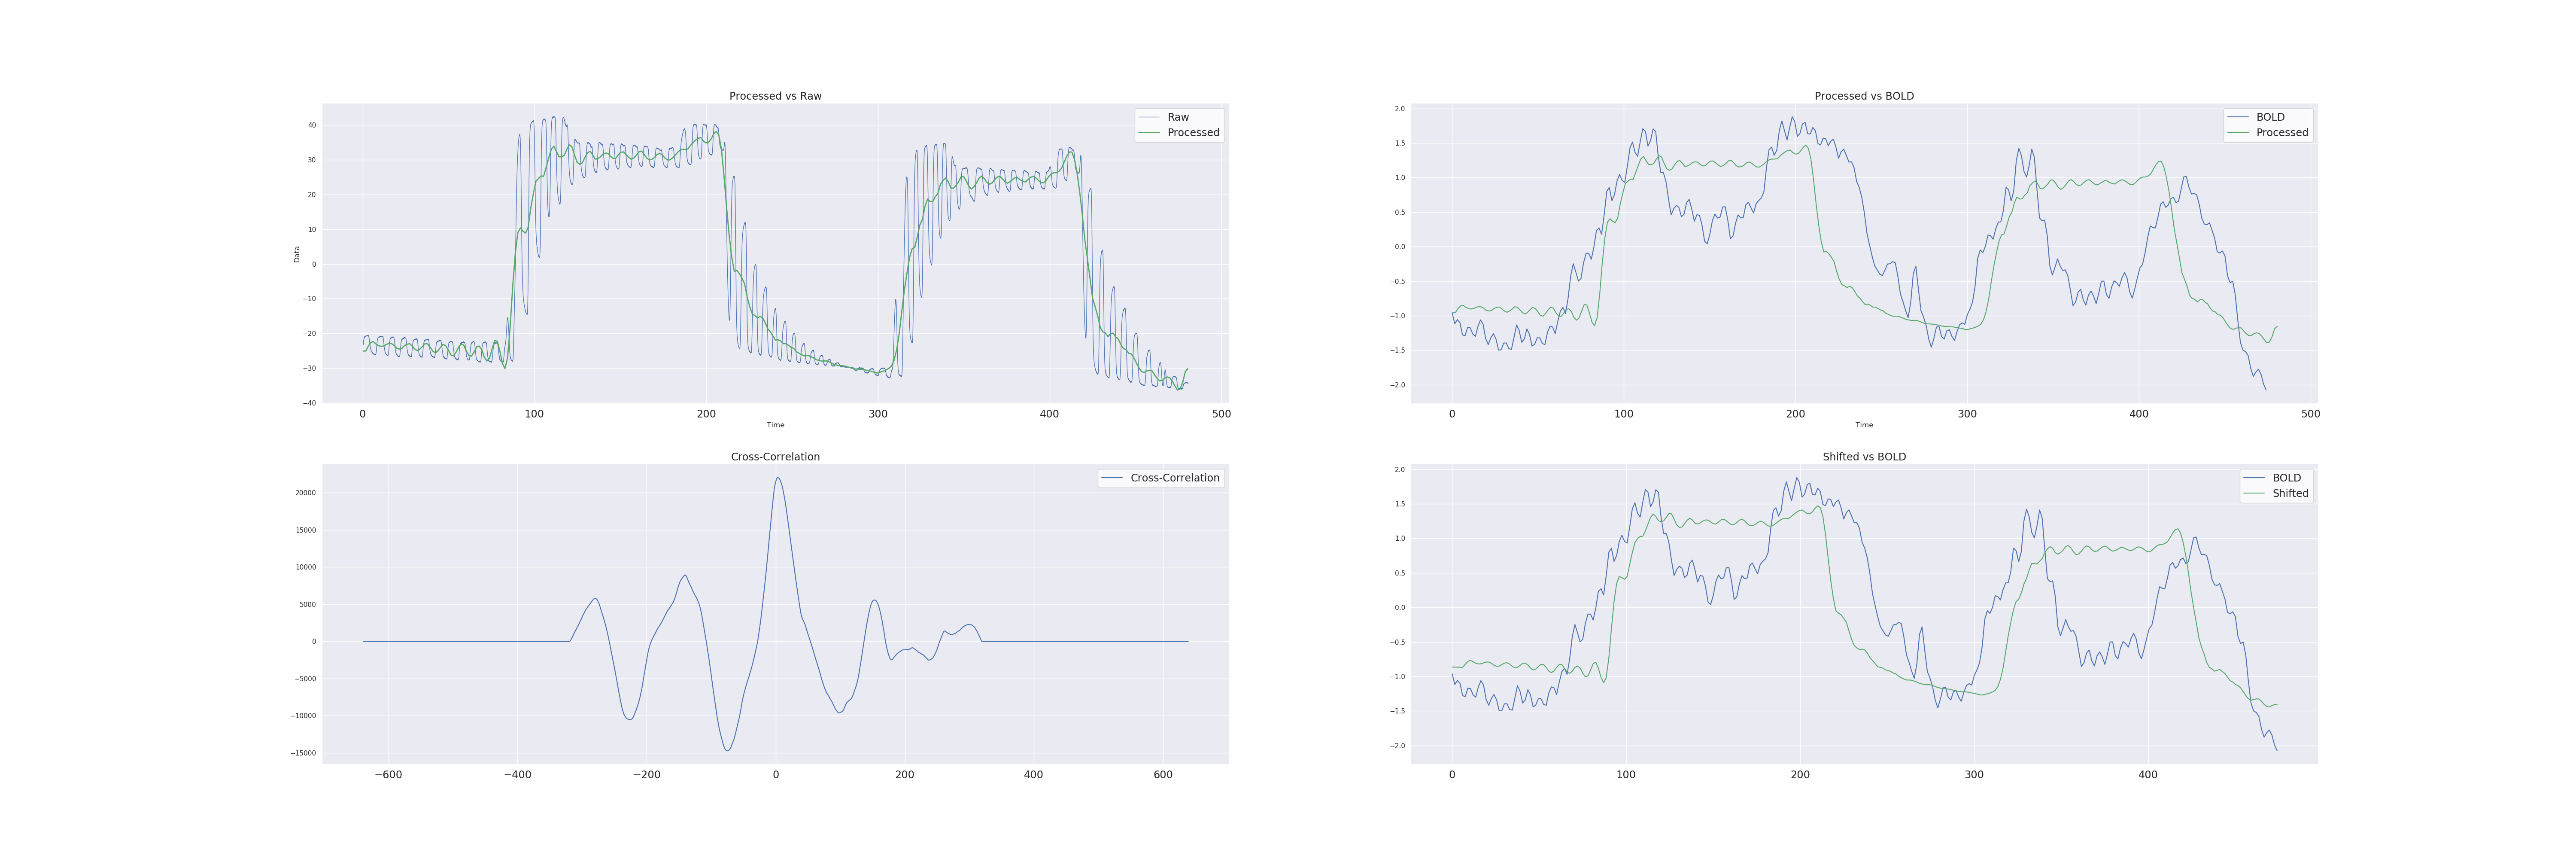 Processed vs Raw
Raw
Processed
Data
40
30
20
10
0
−10
−20
−30
−40
0 100 200 300 400 500
Time
Processed vs BOLD
BOLD
Processed
2.0
1.5
1.0
0.5
0.0
−0.5
−1.0
−1.5
−2.0
0 100 200 300 400 500
Time
Cross-Correlation
Cross-Correlation
20000
15000
10000
5000
0
−5000
−10000
−15000
−600 −400 −200 0 200 400 600
Shifted vs BOLD
BOLD
Shifted
2.0
1.5
1.0
0.5
0.0
−0.5
−1.0
−1.5
−2.0
0 100 200 300 400